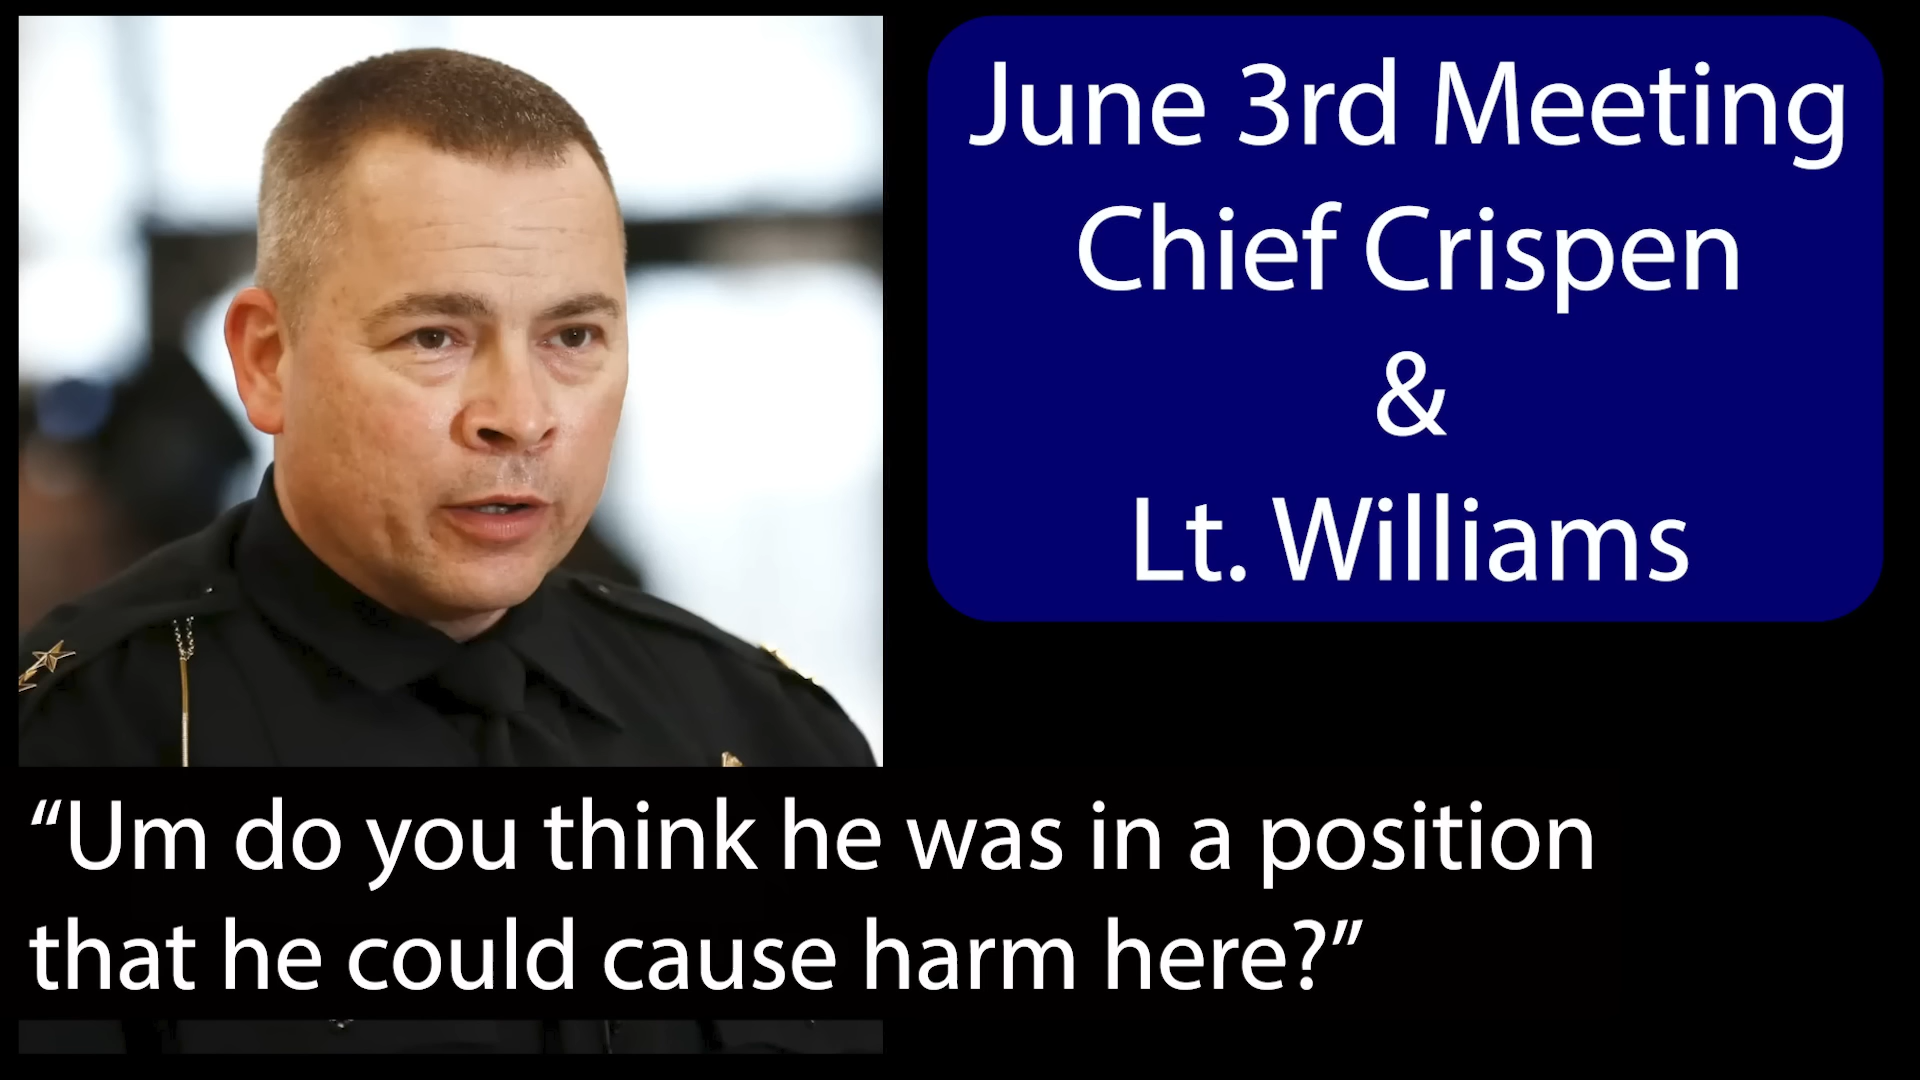 June 3rd Meeting
Chief Crispen
&
Lt. Williams
“Um do you think he was in a position
that he could cause harm here?”